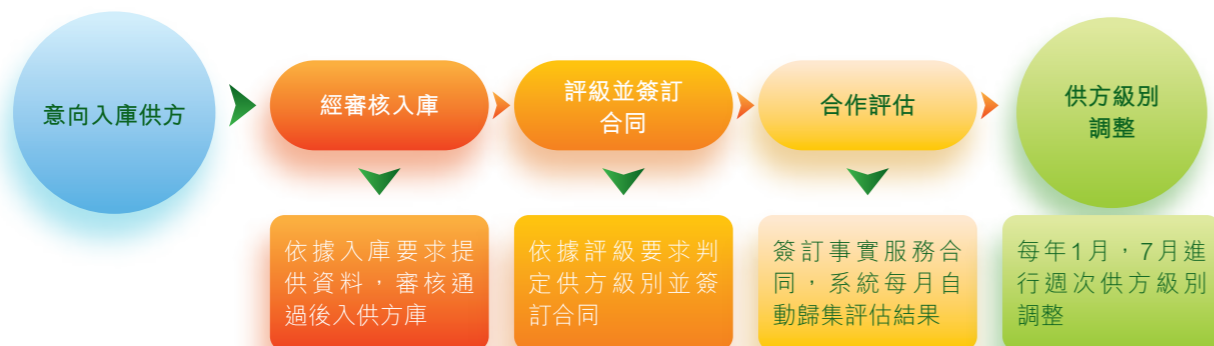 意向入庫供方
經審核入庫
評級並簽訂
合同
合作評估
供方級別
調整
依據入庫要求提
供資料，審核通
過後入供方庫
依據評級要求判
定供方級別並簽
訂合同
簽訂事實服務合
同，系統每月自
動歸集評估結果
每年1月，7月進
行週次供方級別
調整